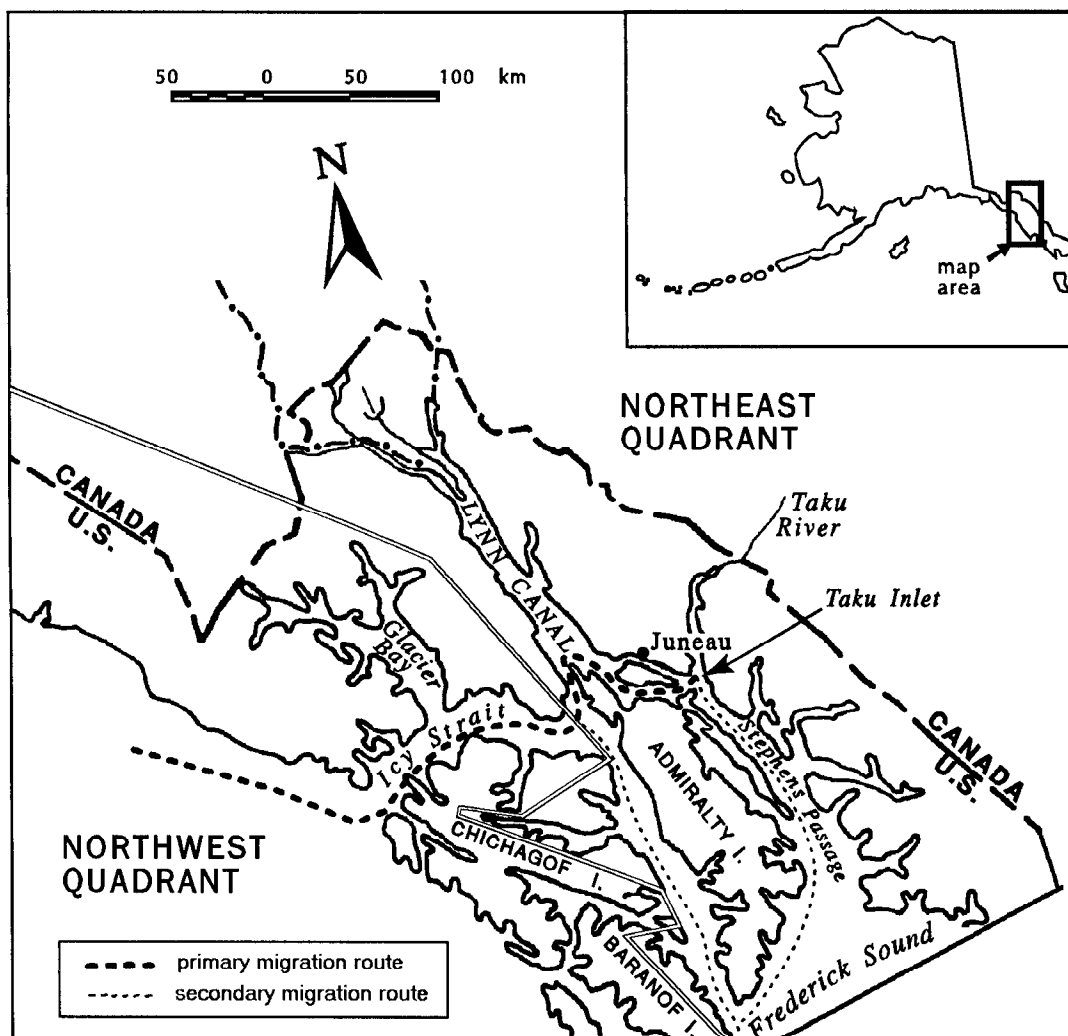 50 0 50 100 km
N
map
area
NORTHEAST
QUADRANT
CANADA
U.S.
LYNN CANAL
Taku
River
Taku Inlet
Glacier
Bay
Juneau
Icy Strait
Stephens Passage
ADMIRALTY I.
CANADA
U.S.
NORTHWEST
QUADRANT
CHICHAGOF I.
BARANOF I.
Frederick Sound
primary migration route
secondary migration route